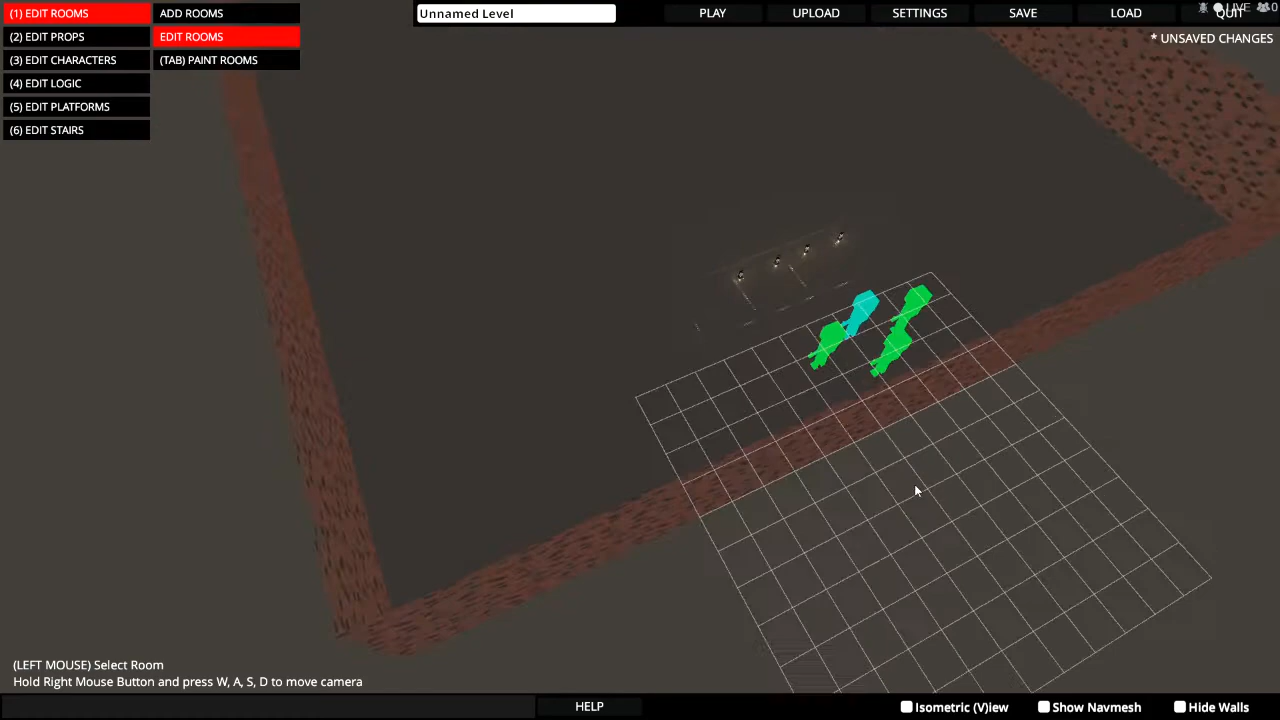 (1) EDIT ROOMS
ADD ROOMS
Unnamed Level
PLAY
UPLOAD
SETTINGS
SAVE
LOAD
QUIT
LIVE
0
(2) EDIT PROPS
EDIT ROOMS
* UNSAVED CHANGES
(3) EDIT CHARACTERS
(TAB) PAINT ROOMS
(4) EDIT LOGIC
(5) EDIT PLATFORMS
(6) EDIT STAIRS
(LEFT MOUSE) Select Room
Hold Right Mouse Button and press W, A, S, D to move camera
HELP
Isometric (V)iew
Show Navmesh
Hide Walls